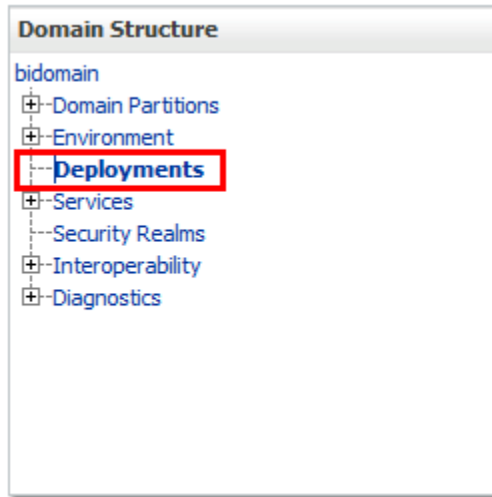 Domain Structure
bidomain
Domain Partitions
Environment
Deployments
Services
Security Realms
Interoperability
Diagnostics